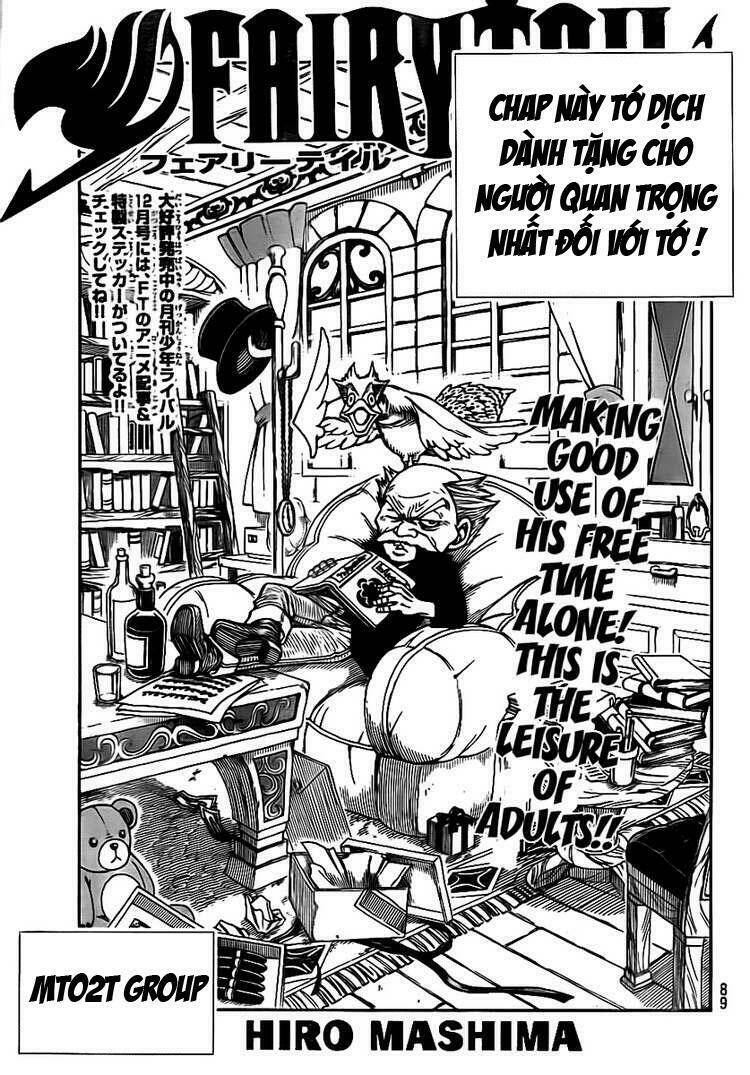 FAIRY TAIL
フェアリーテイル
CHAP NÀY TỚ DỊCH
DÀNH TẶNG CHO
NGƯỜI QUAN TRỌNG
NHẤT ĐỐI VỚI TỚ !
大好評発売中の月刊少年ライバル
12月号には、FTのアニメ記事&
特製ステッカーがついてるよ!!
チェックしてね!!
MAKING
GOOD
USE OF
HIS FREE
TIME
ALONE!
THIS IS
THE
LEISURE
OF
ADULTS!!
MTO2T GROUP
89
HIRO MASHIMA